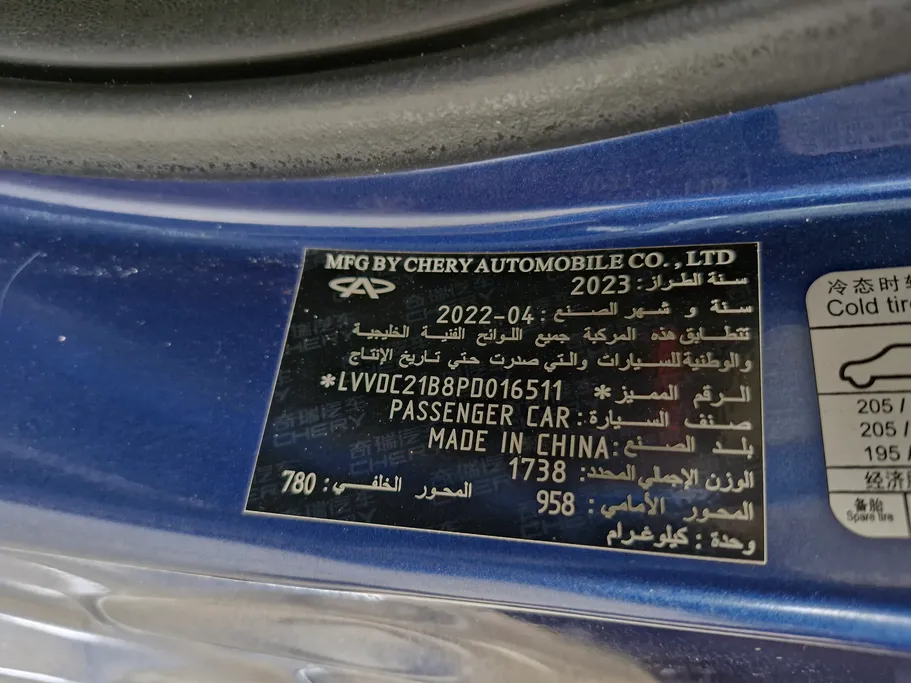 MFG BY CHERY AUTOMOBILE CO., LTD
سنة الطراز: 2023
سنة و شهر الصنع: 2022-04
تتطابق هذه المركبة جميع اللوائح الفنية الخليجية
والوطنية للسيارات والتي صدرت حتي تاريخ الإنتاج
الرقم المميز: *LVVDC21B8PD016511*
صنف السيارة: PASSENGER CAR
بلد الصنع: MADE IN CHINA
الوزن الإجمالي المحدد: 1738
المحور الأمامي: 958 المحور الخلفي: 780
وحدة: كيلوغرام
冷态时
Cold tire
205 /
205 /
195 /
经济
备胎
Spare tire